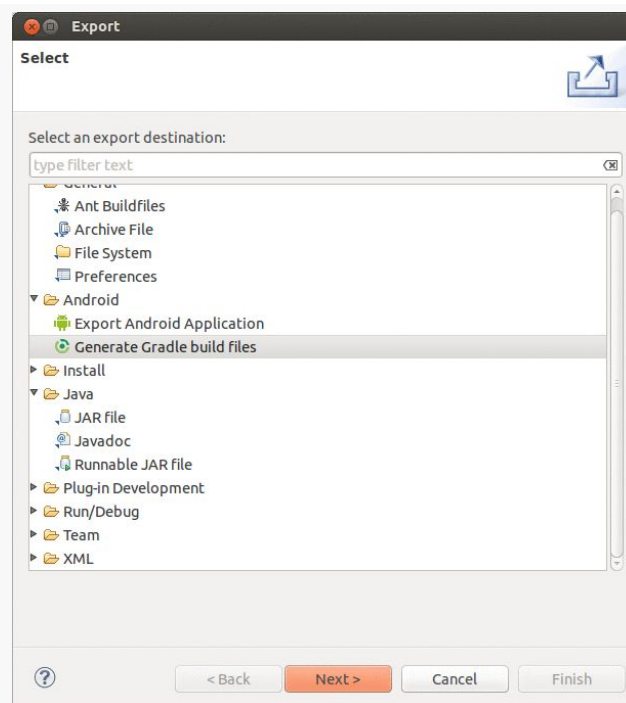 Export
Select
Select an export destination:
type filter text
General
Ant Buildfiles
Archive File
File System
Preferences
Android
Export Android Application
Generate Gradle build files
Install
Java
JAR file
Javadoc
Runnable JAR file
Plug-in Development
Run/Debug
Team
XML
< Back
Next >
Cancel
Finish